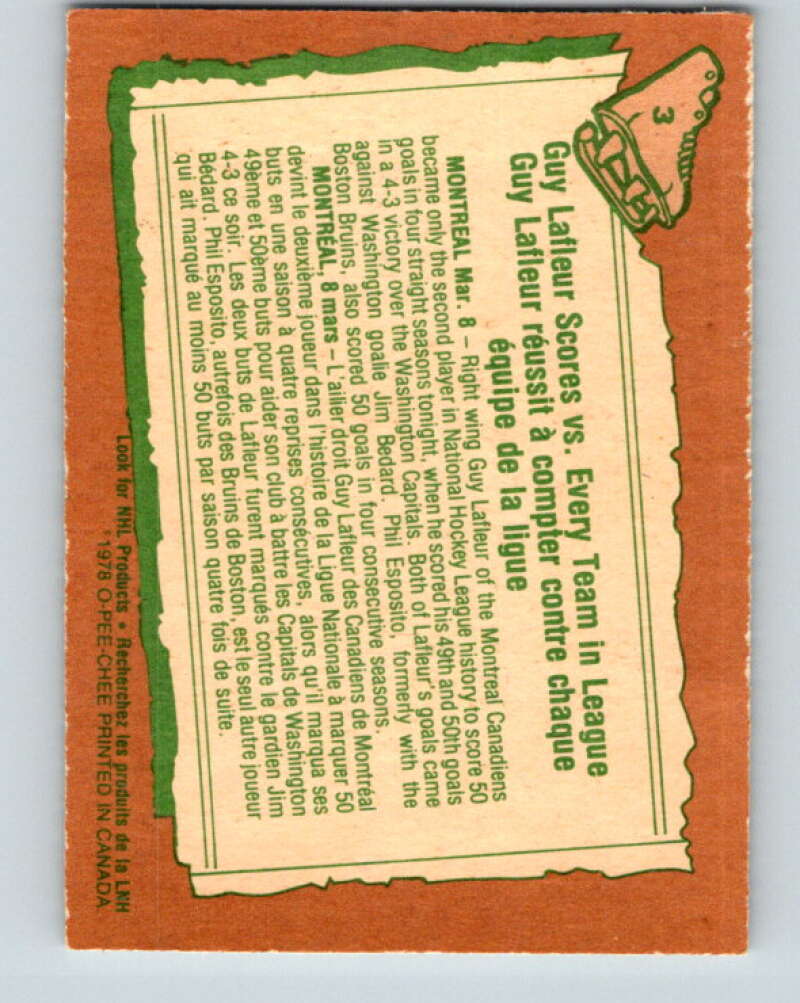 3
Guy Lafleur Scores vs. Every Team in League
Guy Lafleur réussit à compter contre chaque
équipe de la ligue
MONTREAL Mar. 8 – Right wing Guy Lafleur of the Montreal Canadiens
became only the second player in National Hockey League history to score 50
goals in four straight seasons tonight, when he scored his 49th and 50th goals
in a 4-3 victory over the Washington Capitals. Both of Lafleur's goals came
against Washington goalie Jim Bedard. Phil Esposito, formerly with the
Boston Bruins, also scored 50 goals in four consecutive seasons.
MONTRÉAL, 8 mars – L'ailier droit Guy Lafleur des Canadiens de Montréal
devint le deuxième joueur dans l'histoire de la Ligue Nationale à marquer 50
buts en une saison à quatre reprises consécutives, alors qu'il marqua ses
49ème et 50ème buts pour aider son club à battre les Capitals de Washington
4-3 ce soir. Les deux buts de Lafleur furent marqués contre le gardien Jim
Bédard. Phil Esposito, autrefois des Bruins de Boston, est le seul autre joueur
qui ait marqué au moins 50 buts par saison quatre fois de suite.
Look for NHL Products • Recherchez les produits de la LNH
©1978 O-PEE-CHEE PRINTED IN CANADA